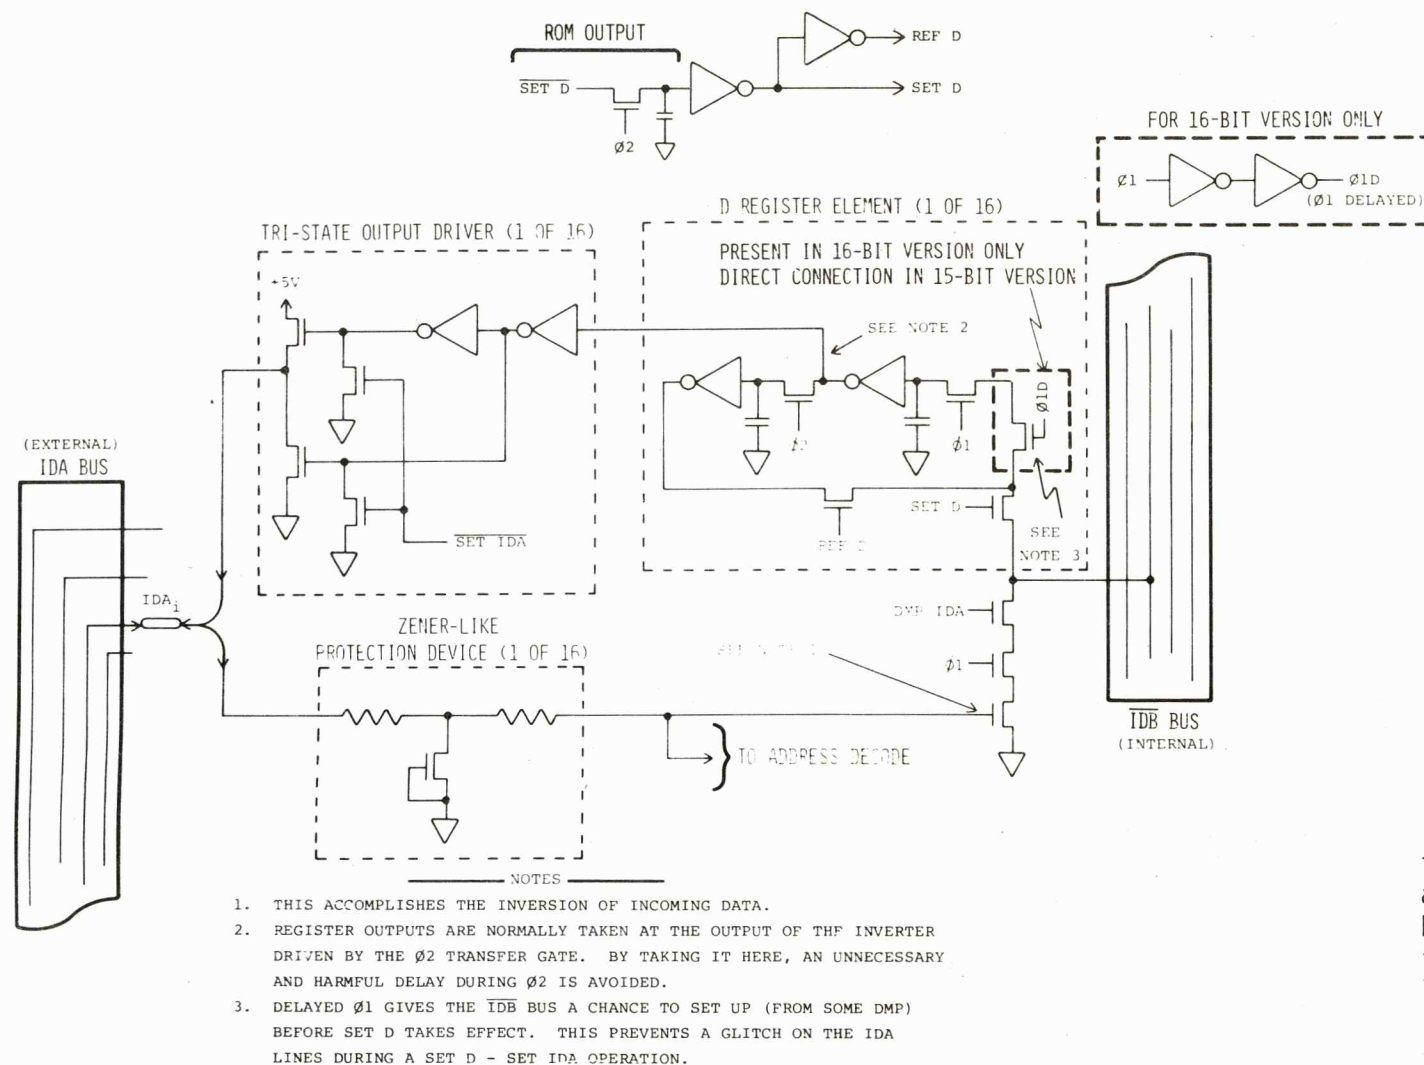 ROM OUTPUT
SET D
Ø2
REF D
SET D
FOR 16-BIT VERSION ONLY
Ø1
Ø1D
(Ø1 DELAYED)
TRI-STATE OUTPUT DRIVER (1 OF 16)
+5V
SET IDA
D REGISTER ELEMENT (1 OF 16)
PRESENT IN 16-BIT VERSION ONLY
DIRECT CONNECTION IN 15-BIT VERSION
SEE NOTE 2
Ø1D
Ø2
Ø1
SET D
REF D
SEE
NOTE 3
(EXTERNAL)
IDA BUS
IDAi
ZENER-LIKE
PROTECTION DEVICE (1 OF 16)
DMP IDA
SEE NOTE 1
Ø1
TO ADDRESS DECODE
IDB BUS
(INTERNAL)
NOTES
1. THIS ACCOMPLISHES THE INVERSION OF INCOMING DATA.
2. REGISTER OUTPUTS ARE NORMALLY TAKEN AT THE OUTPUT OF THE INVERTER
DRIVEN BY THE Ø2 TRANSFER GATE. BY TAKING IT HERE, AN UNNECESSARY
AND HARMFUL DELAY DURING Ø2 IS AVOIDED.
3. DELAYED Ø1 GIVES THE IDB BUS A CHANCE TO SET UP (FROM SOME DMP)
BEFORE SET D TAKES EFFECT. THIS PREVENTS A GLITCH ON THE IDA
LINES DURING A SET D - SET IDA OPERATION.